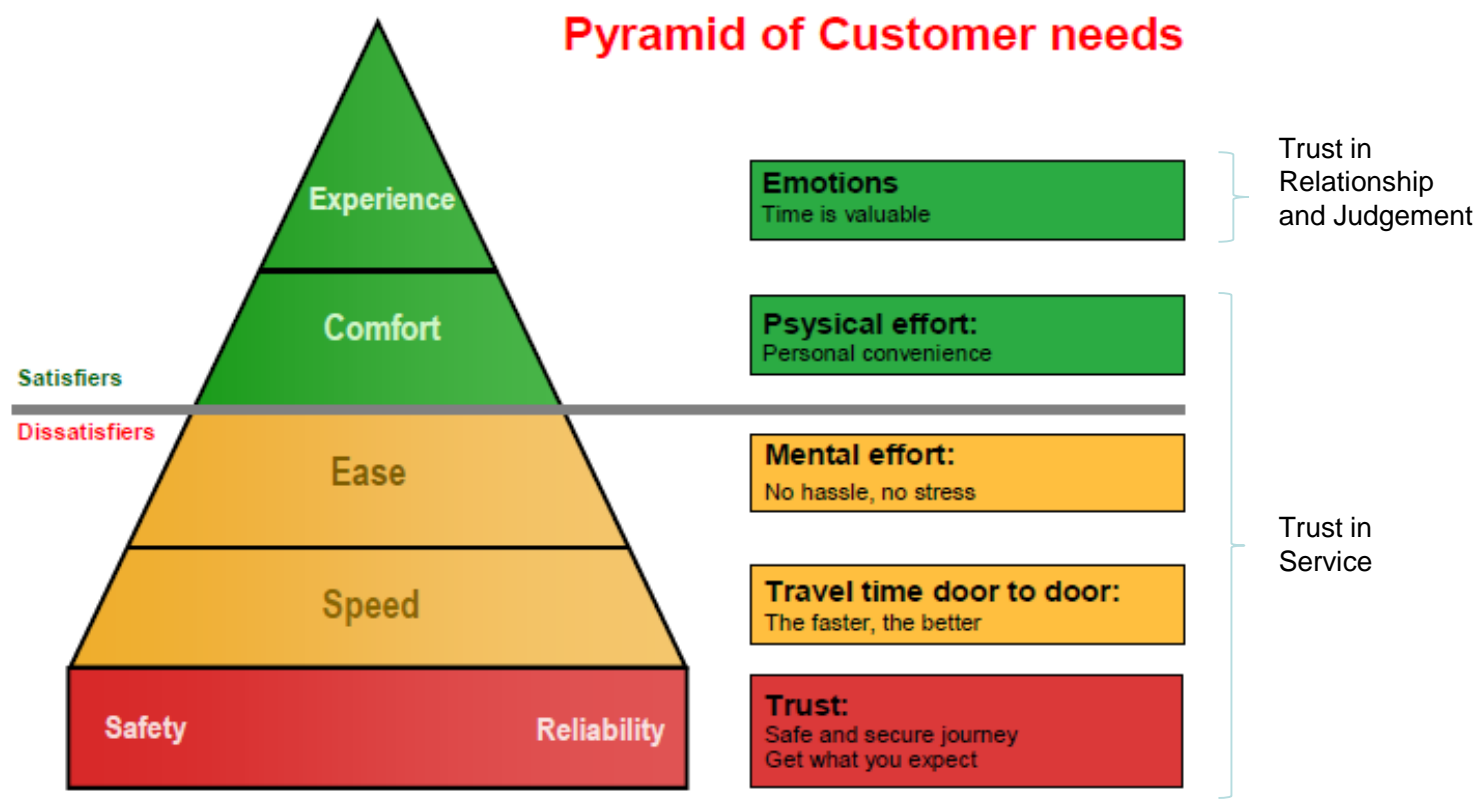 Pyramid of Customer needs
Experience
Comfort
Satisfiers
Dissatisfiers
Ease
Speed
Safety
Reliability
Emotions
Time is valuable
Psysical effort:
Personal convenience
Mental effort:
No hassle, no stress
Travel time door to door:
The faster, the better
Trust:
Safe and secure journey
Get what you expect
Trust in
Relationship
and Judgement
Trust in
Service